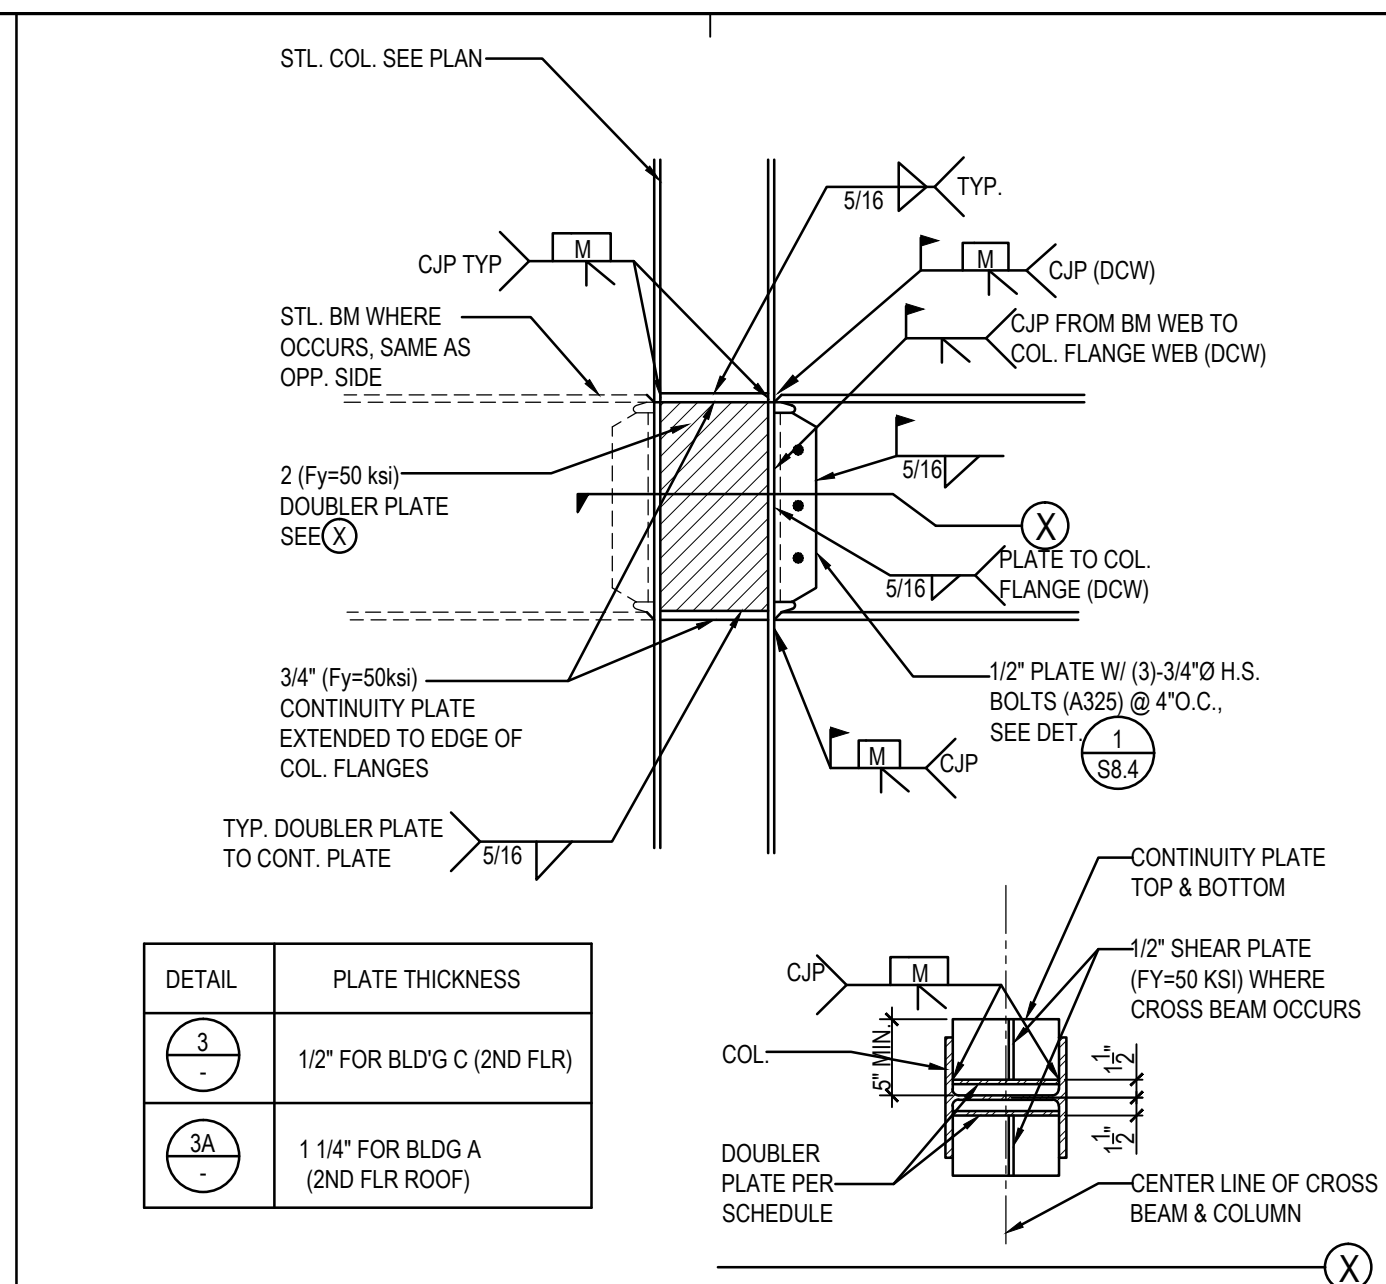 STL. COL. SEE PLAN
5/16
TYP.
CJP TYP
M
M
CJP (DCW)
STL. BM WHERE
OCCURS, SAME AS
OPP. SIDE
CJP FROM BM WEB TO
COL. FLANGE WEB (DCW)
2 (Fy=50 ksi)
DOUBLER PLATE
SEE X
5/16
X
PLATE TO COL.
FLANGE (DCW)
5/16
3/4" (Fy=50ksi)
CONTINUITY PLATE
EXTENDED TO EDGE OF
COL. FLANGES
1/2" PLATE W/ (3)-3/4"Ø H.S.
BOLTS (A325) @ 4"O.C.,
SEE DET.
1
S8.4
M
CJP
TYP. DOUBLER PLATE
TO CONT. PLATE
5/16
CONTINUITY PLATE
TOP & BOTTOM
1/2" SHEAR PLATE
(FY=50 KSI) WHERE
CROSS BEAM OCCURS
CJP
M
COL.
5" MIN.
1 1/2"
1 1/2"
DOUBLER
PLATE PER
SCHEDULE
CENTER LINE OF CROSS
BEAM & COLUMN
X
DETAIL PLATE THICKNESS
3
-
1/2" FOR BLD'G C (2ND FLR)
3A
-
1 1/4" FOR BLDG A
(2ND FLR ROOF)